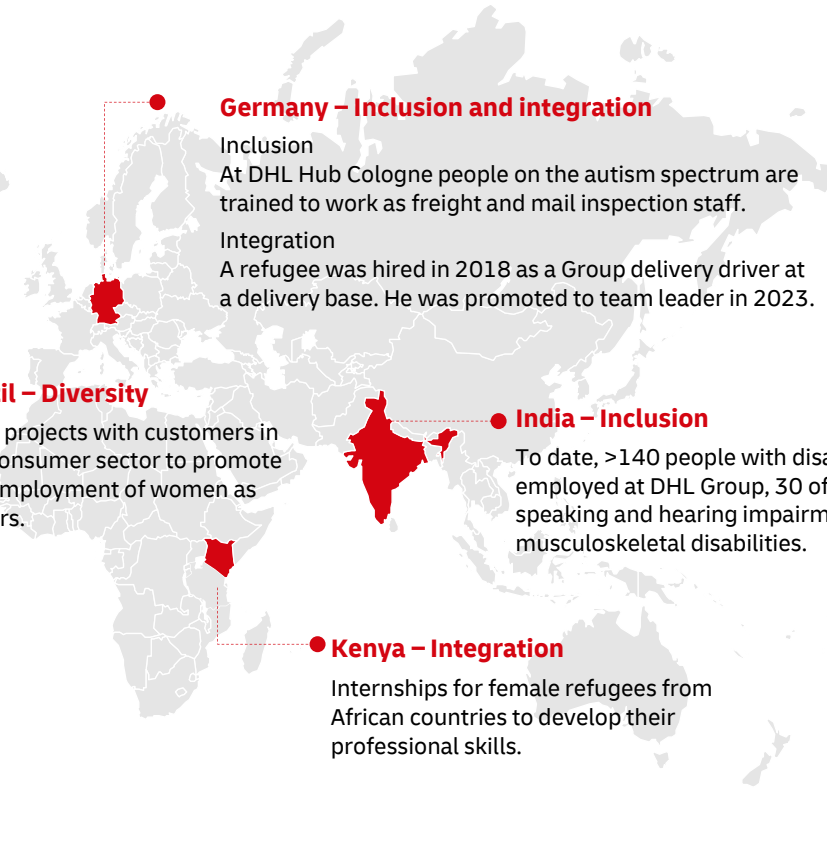 Germany – Inclusion and integration
Inclusion
At DHL Hub Cologne people on the autism spectrum are
trained to work as freight and mail inspection staff.
Integration
A refugee was hired in 2018 as a Group delivery driver at
a delivery base. He was promoted to team leader in 2023.
il – Diversity
projects with customers in
onsumer sector to promote
mployment of women as
rs.
India – Inclusion
To date, >140 people with disa
employed at DHL Group, 30 of
speaking and hearing impairm
musculoskeletal disabilities.
Kenya – Integration
Internships for female refugees from
African countries to develop their
professional skills.